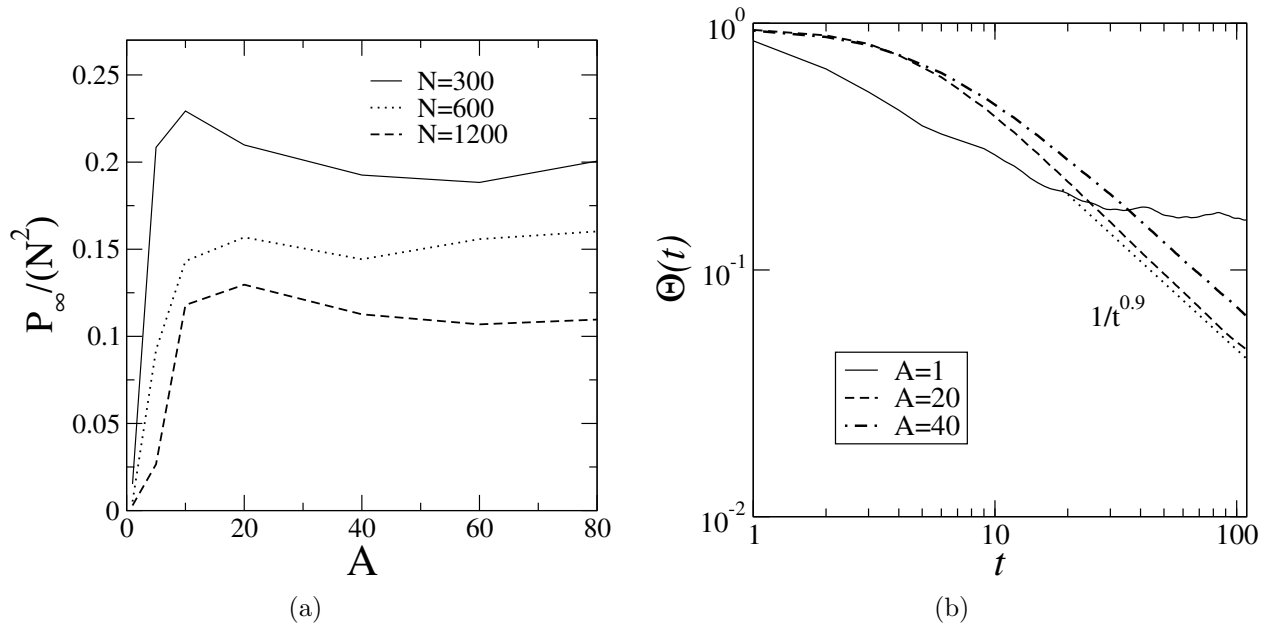 0.25
0.2
0.15
0.1
0.05
0
P∞/(N²)
N=300
N=600
N=1200
0 20 40 60 80
A
(a)
10⁰
10⁻¹
10⁻²
Θ(t)
1/t^0.9
A=1
A=20
A=40
1 10 100
t
(b)